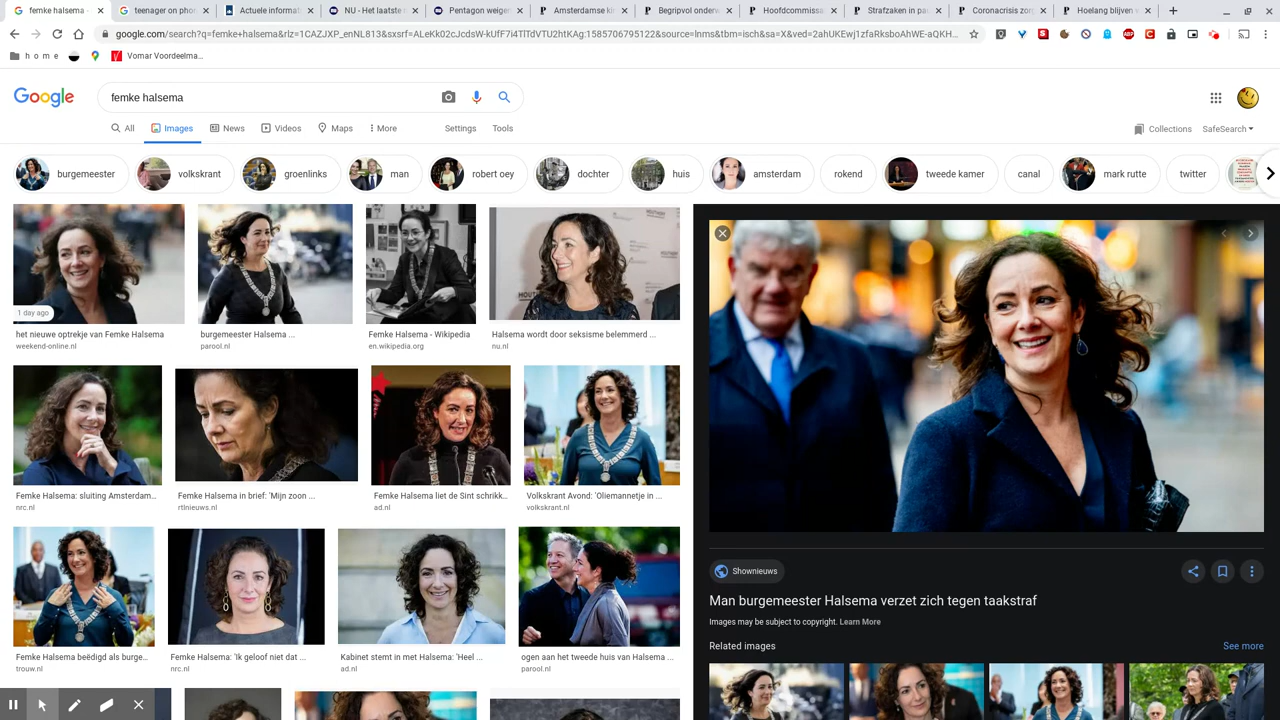 femke halsema -
teenager on phon
Actuele informat
NU - Het laatste n
Pentagon weiger
Amsterdamse kin
Begripvol onderw
Hoofdcommissa
Strafzaken in pa
Coronacrisis zorg
Hoelang blijven w
google.com/search?q=femke+halsema&rlz=1CAZJXP_enNL813&sxsrf=ALeKk02cJcdsW-kUfF7i4TlTdVTU2htKAg:1585706795122&source=lnms&tbm=isch&sa=X&ved=2ahUKEwj1zfaRksboAhWE-aQKH...
h o m e
Vomar Voordeelma...
Google
femke halsema
All
Images
News
Videos
Maps
More
Settings
Tools
Collections
SafeSearch
burgemeester
volkskrant
groenlinks
man
robert oey
dochter
huis
amsterdam
rokend
tweede kamer
canal
mark rutte
twitter
1 day ago
het nieuwe optrekje van Femke Halsema
weekend-online.nl
burgemeester Halsema ...
parool.nl
Femke Halsema - Wikipedia
en.wikipedia.org
Halsema wordt door seksisme belemmerd ...
nu.nl
Femke Halsema: sluiting Amsterdam...
nrc.nl
Femke Halsema in brief: 'Mijn zoon ...
rtlnieuws.nl
Femke Halsema liet de Sint schrikk...
ad.nl
Volkskrant Avond: 'Oliemannetje in ...
volkskrant.nl
Femke Halsema beëdigd als burge...
trouw.nl
Femke Halsema: 'Ik geloof niet dat ...
nrc.nl
Kabinet stemt in met Halsema: 'Heel ...
ad.nl
ogen aan het tweede huis van Halsema ...
parool.nl
Shownieuws
Man burgemeester Halsema verzet zich tegen taakstraf
Images may be subject to copyright. Learn More
Related images
See more